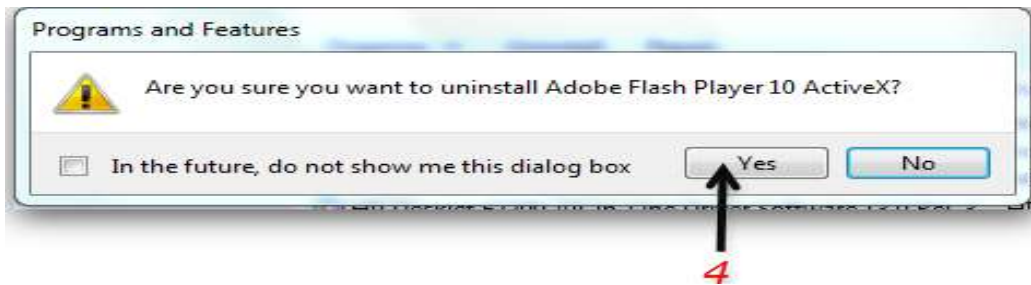 Programs and Features
Are you sure you want to uninstall Adobe Flash Player 10 ActiveX?
In the future, do not show me this dialog box
Yes
No
4